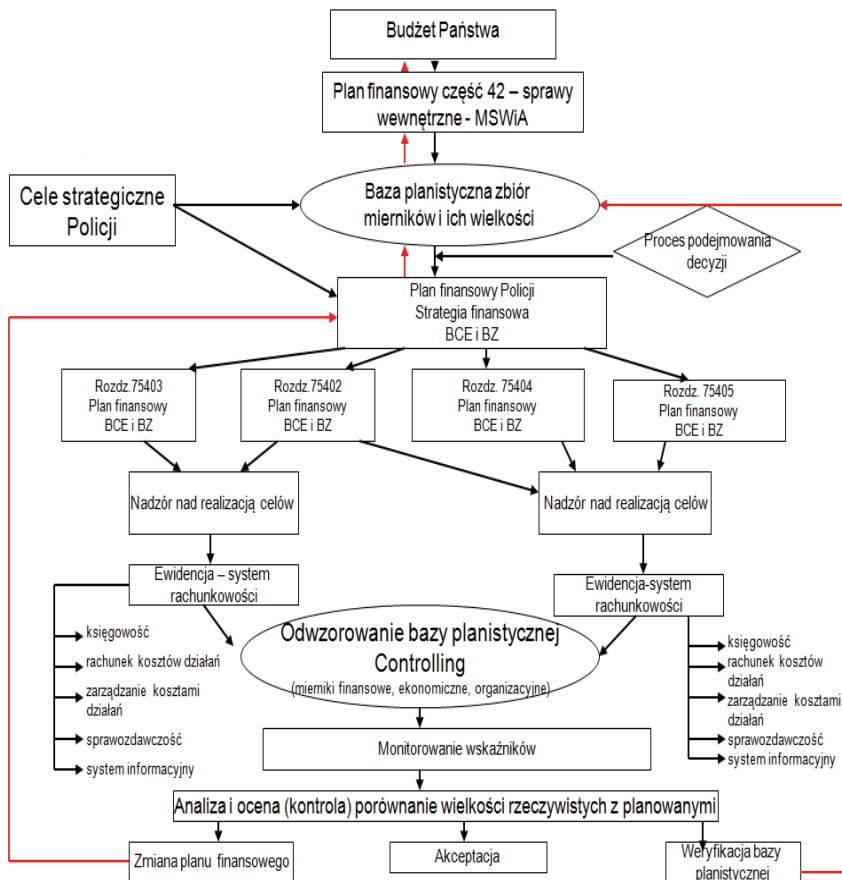 Budżet Państwa
Plan finansowy część 42 – sprawy
wewnętrzne - MSWiA
Cele strategiczne
Policji
Baza planistyczna zbiór
mierników i ich wielkości
Proces podejmowania
decyzji
Plan finansowy Policji
Strategia finansowa
BCE i BZ
Rozdz.75403
Plan finansowy
BCE i BZ
Rozdz.75402
Plan finansowy
BCE i BZ
Rozdz.75404
Plan finansowy
BCE i BZ
Rozdz. 75405
Plan finansowy
BCE i BZ
Nadzór nad realizacją celów
Nadzór nad realizacją celów
Ewidencja – system
rachunkowości
Ewidencja-system
rachunkowości
księgowość
rachunek kosztów działań
zarządzanie kosztami
działań
sprawozdawczość
system informacyjny
Odwzorowanie bazy planistycznej
Controlling
(mierniki finansowe, ekonomiczne, organizacyjne)
księgowość
rachunek kosztów
działań
zarządzanie kosztami
działań
sprawozdawczość
system informacyjny
Monitorowanie wskaźników
Analiza i ocena (kontrola) porównanie wielkości rzeczywistych z planowanymi
Zmiana planu finansowego
Akceptacja
Weryfikacja bazy
planistycznej